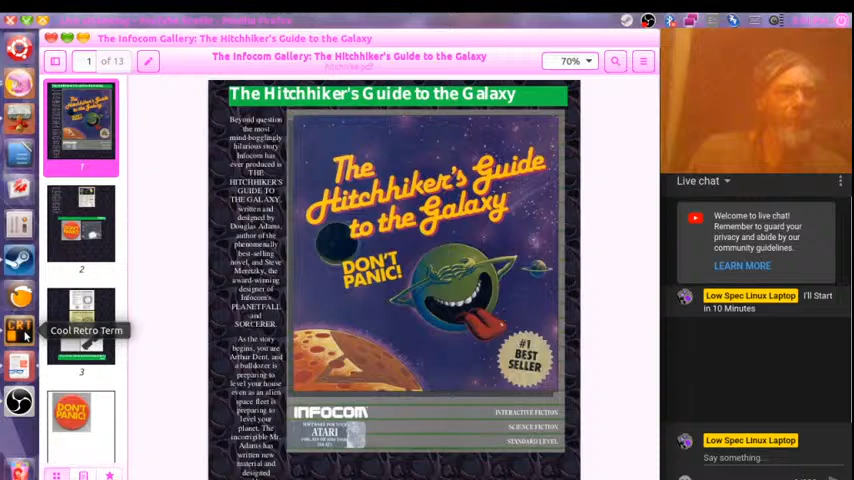 The Infocom Gallery: The Hitchhiker's Guide to the Galaxy
1 of 13
The Infocom Gallery: The Hitchhiker's Guide to the Galaxy
70%
The Hitchhiker's Guide to the Galaxy
Beyond question
the most
mind-bogglingly
hilarious story
Infocom has
ever produced is
THE
HITCHHIKER'S
GUIDE TO
THE GALAXY,
written and
designed by
Douglas Adams,
author of the
phenomenally
best-selling
novel, and Steve
Meretzky, the
award-winning
designer of
Infocom's
PLANETFALL
and
SORCERER.
As the story
begins, you are
Arthur Dent, and
a bulldozer is
preparing to
level your house
even as an alien
space fleet is
preparing to
level your
planet. The
incorrigible Mr.
Adams has
written new
material and
designed
The
Hitchhiker's Guide
to the Galaxy
DON'T
PANIC!
#1
BEST
SELLER
INFOCOM
INTERACTIVE FICTION
SCIENCE FICTION
STANDARD LEVEL
ATARI
1
2
3
DON'T
PANIC!
CRT
Cool Retro Term
Live chat
Welcome to live chat!
Remember to guard your
privacy and abide by our
community guidelines.
LEARN MORE
Low Spec Linux Laptop I'll Start
in 10 Minutes
Low Spec Linux Laptop
Say something...